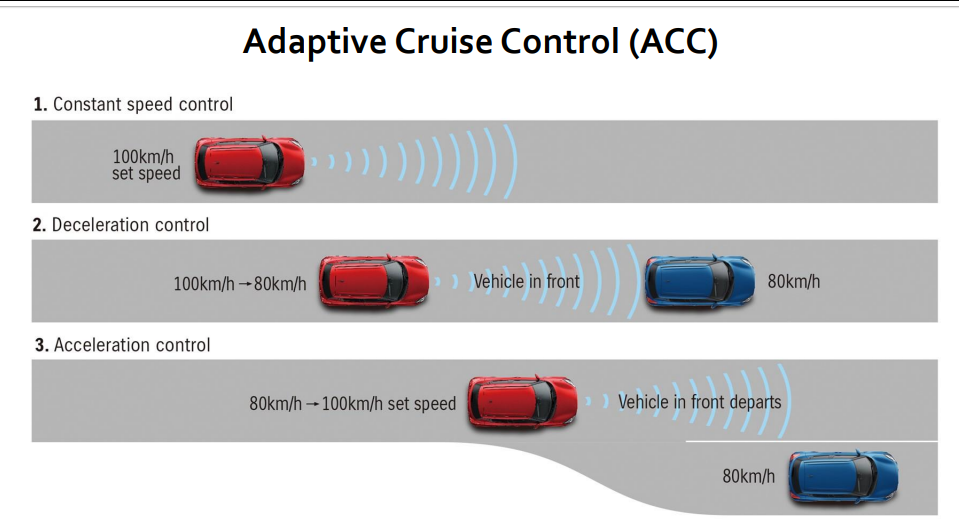 Adaptive Cruise Control (ACC)
1. Constant speed control
100km/h
set speed
2. Deceleration control
100km/h→80km/h
Vehicle in front
80km/h
3. Acceleration control
80km/h→100km/h set speed
Vehicle in front departs
80km/h